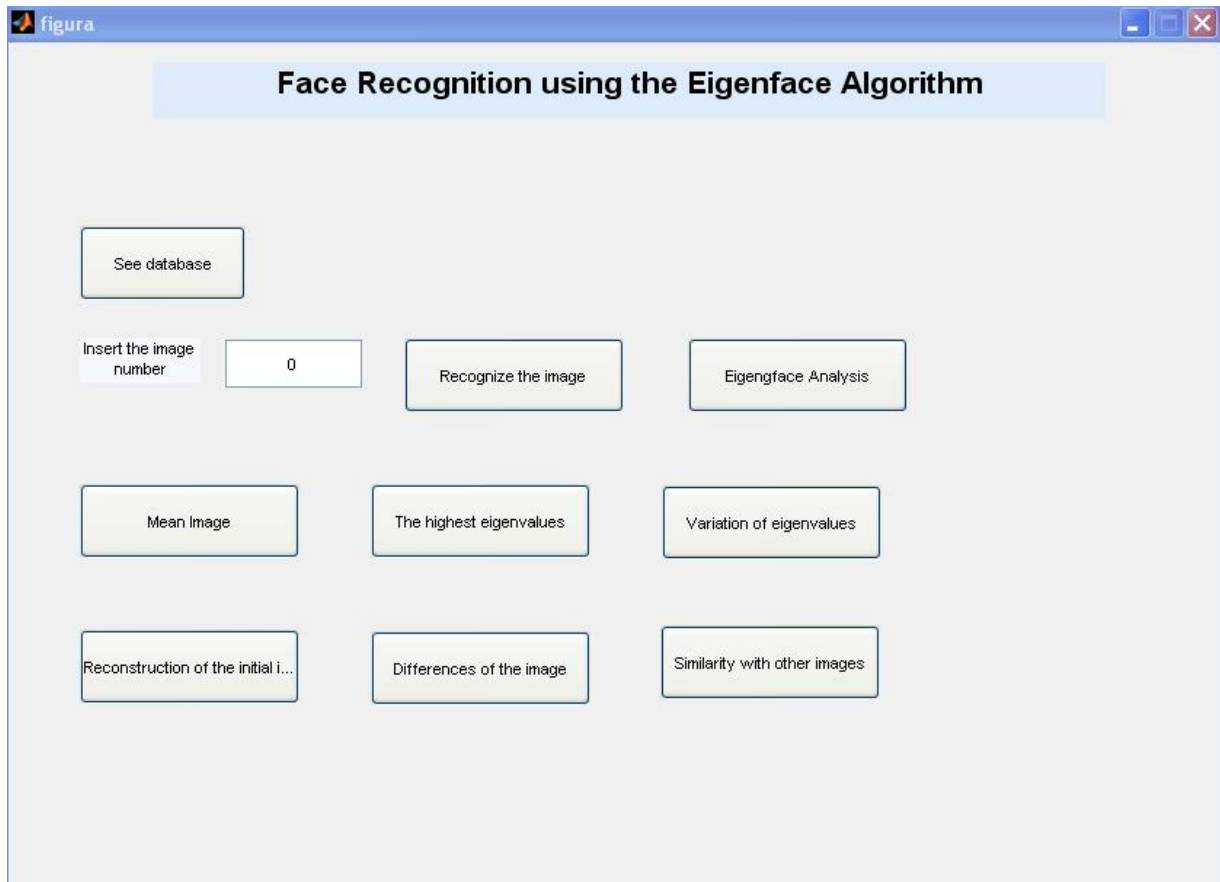 figura
Face Recognition using the Eigenface Algorithm
See database
Insert the image
number
0
Recognize the image
Eigengface Analysis
Mean Image
The highest eigenvalues
Variation of eigenvalues
Reconstruction of the initial i...
Differences of the image
Similarity with other images